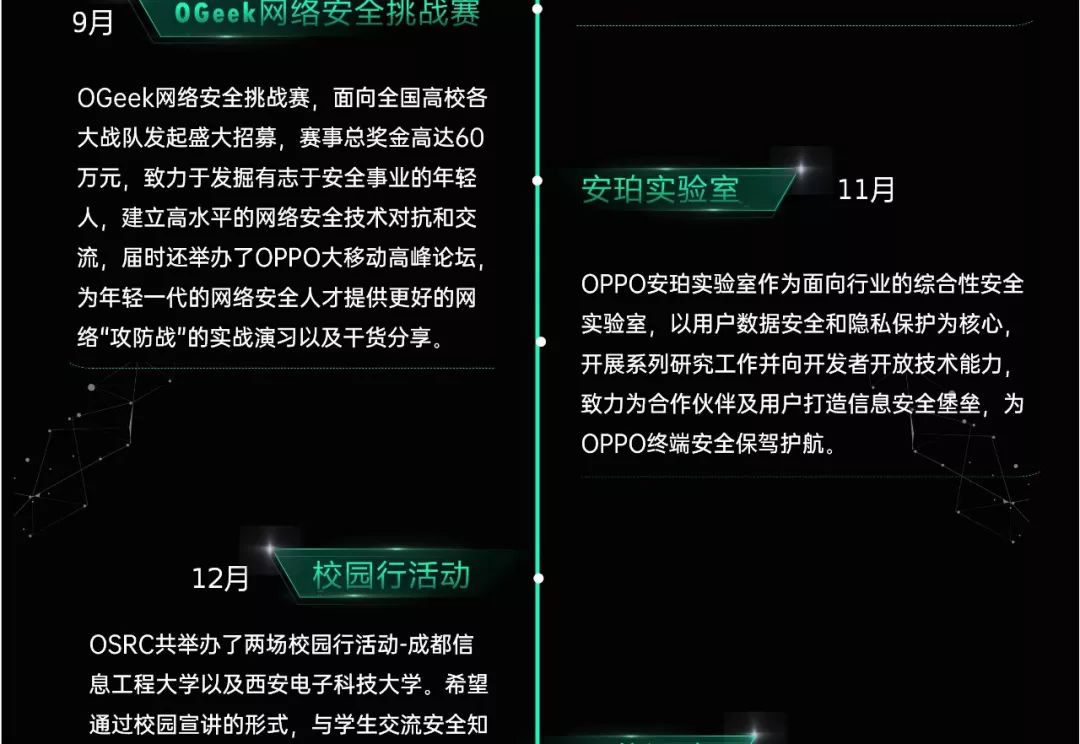 9月
OGeek网络安全挑战赛
OGeek网络安全挑战赛，面向全国高校各
大战队发起盛大招募，赛事总奖金高达60
万元，致力于发掘有志于安全事业的年轻
人，建立高水平的网络安全技术对抗和交
流，届时还举办了OPPO大移动高峰论坛，
为年轻一代的网络安全人才提供更好的网
络“攻防战”的实战演习以及干货分享。
安珀实验室
11月
OPPO安珀实验室作为面向行业的综合性安全
实验室，以用户数据安全和隐私保护为核心，
开展系列研究工作并向开发者开放技术能力，
致力为合作伙伴及用户打造信息安全堡垒，为
OPPO终端安全保驾护航。
12月
校园行活动
OSRC共举办了两场校园行活动-成都信
息工程大学以及西安电子科技大学。希望
通过校园宣讲的形式，与学生交流安全知